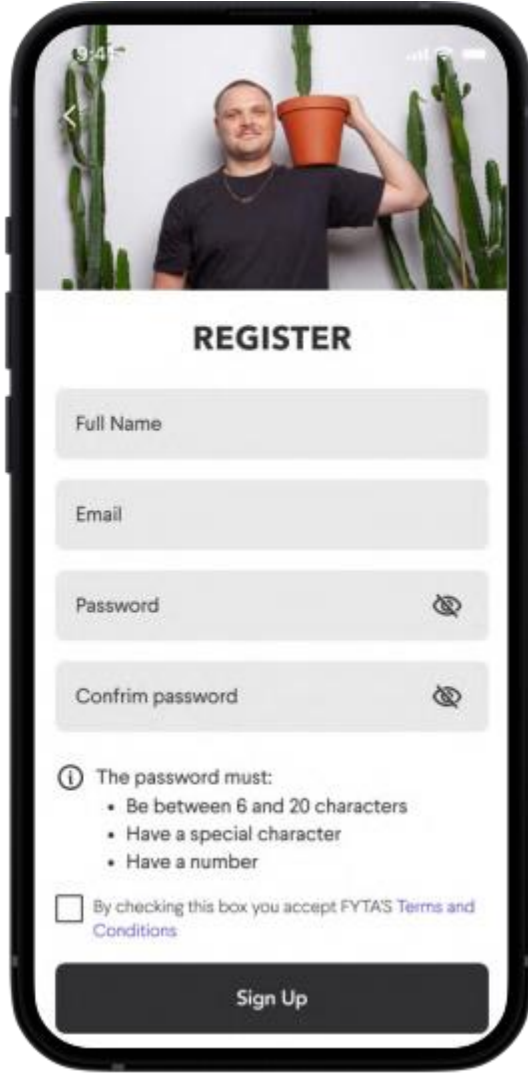 9:41
REGISTER
Full Name
Email
Password
Confrim password
The password must:
• Be between 6 and 20 characters
• Have a special character
• Have a number
By checking this box you accept FYTA'S Terms and
Conditions
Sign Up